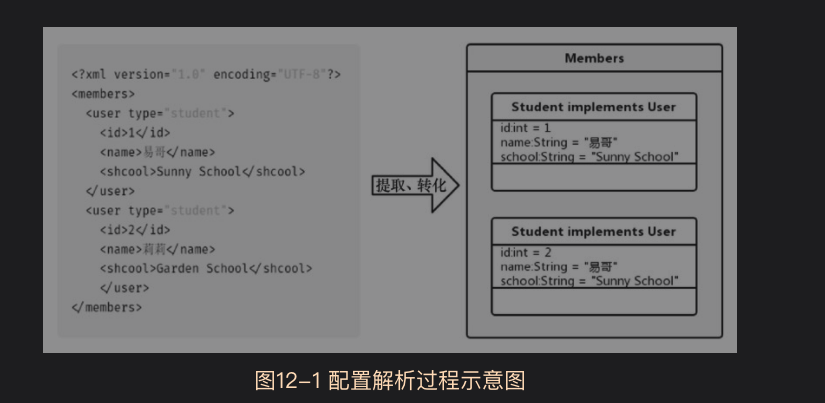 <?xml version="1.0" encoding="UTF-8"?>
<members>
<user type="student">
<id>1</id>
<name>易哥</name>
<shcool>Sunny School</shcool>
</user>
<user type="student">
<id>2</id>
<name>莉莉</name>
<shcool>Garden School</shcool>
</user>
</members>
提取、转化
Members
Student implements User
id:int = 1
name:String = "易哥"
school:String = "Sunny School"
Student implements User
id:int = 2
name:String = "易哥"
school:String = "Sunny School"
图12-1 配置解析过程示意图